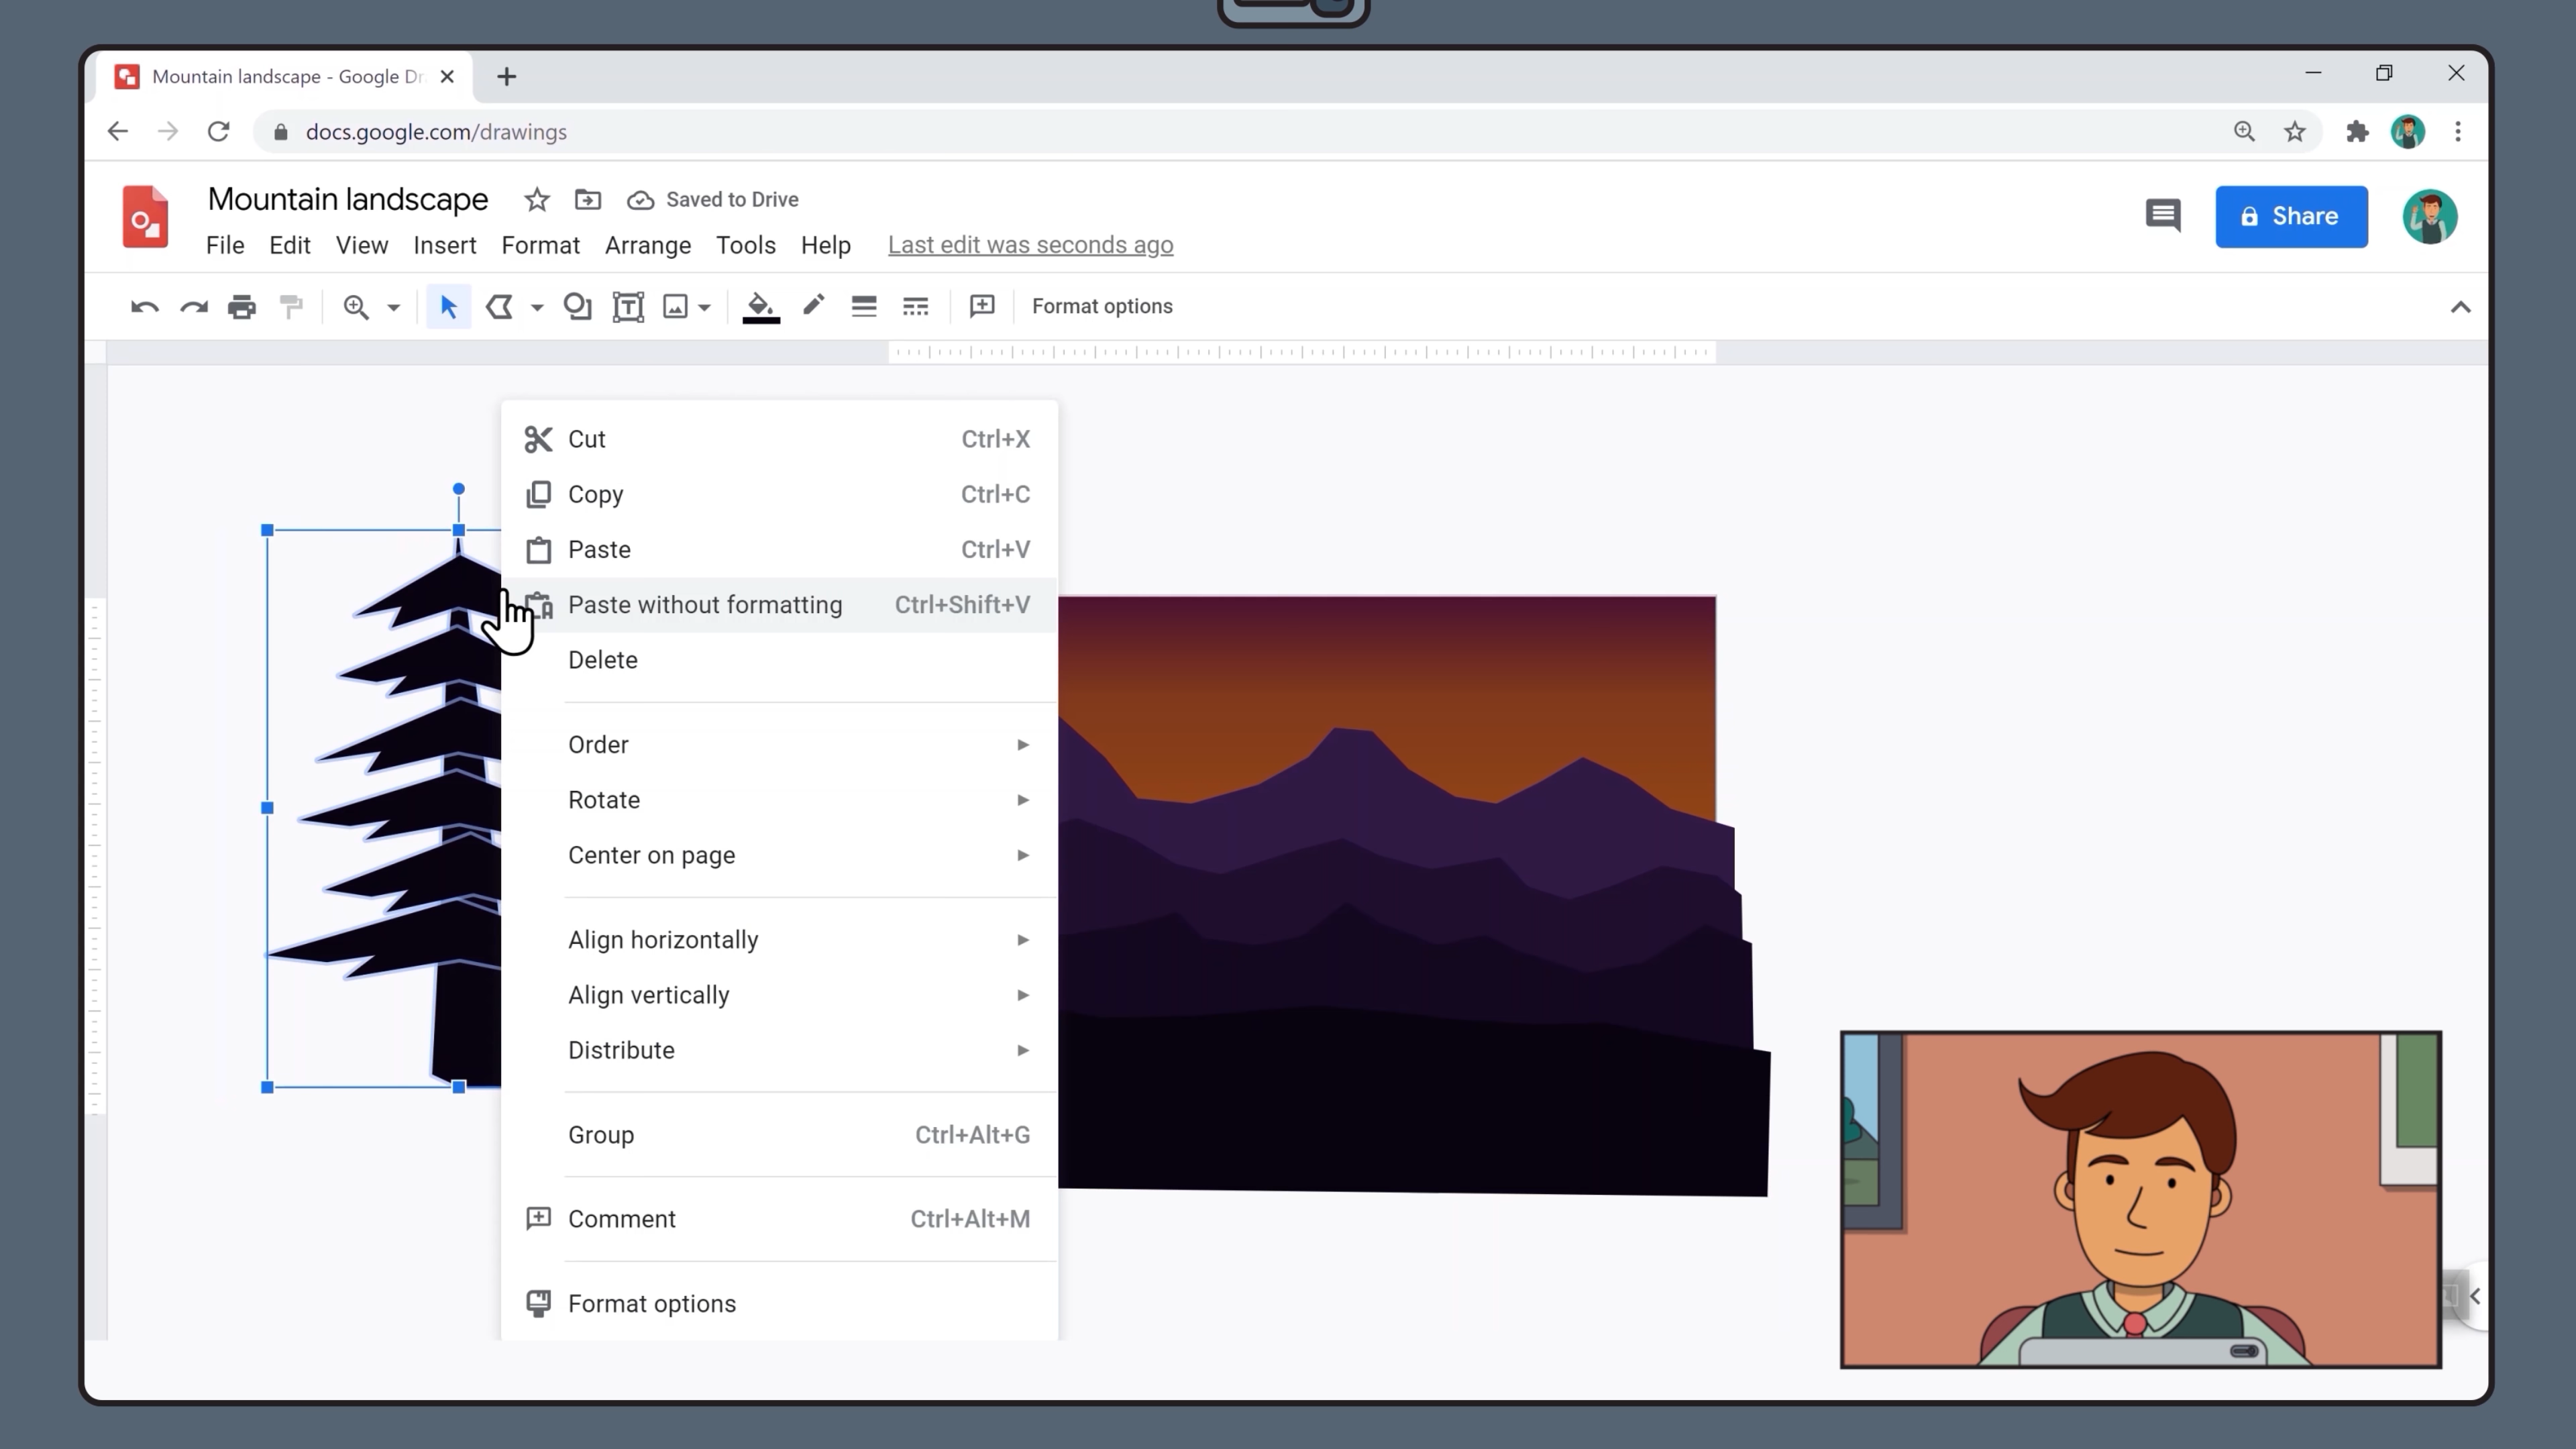 Mountain landscape - Google Dr
docs.google.com/drawings
Mountain landscape Saved to Drive
File Edit View Insert Format Arrange Tools Help Last edit was seconds ago
Share
Format options
Cut Ctrl+X
Copy Ctrl+C
Paste Ctrl+V
Paste without formatting Ctrl+Shift+V
Delete
Order
Rotate
Center on page
Align horizontally
Align vertically
Distribute
Group Ctrl+Alt+G
Comment Ctrl+Alt+M
Format options